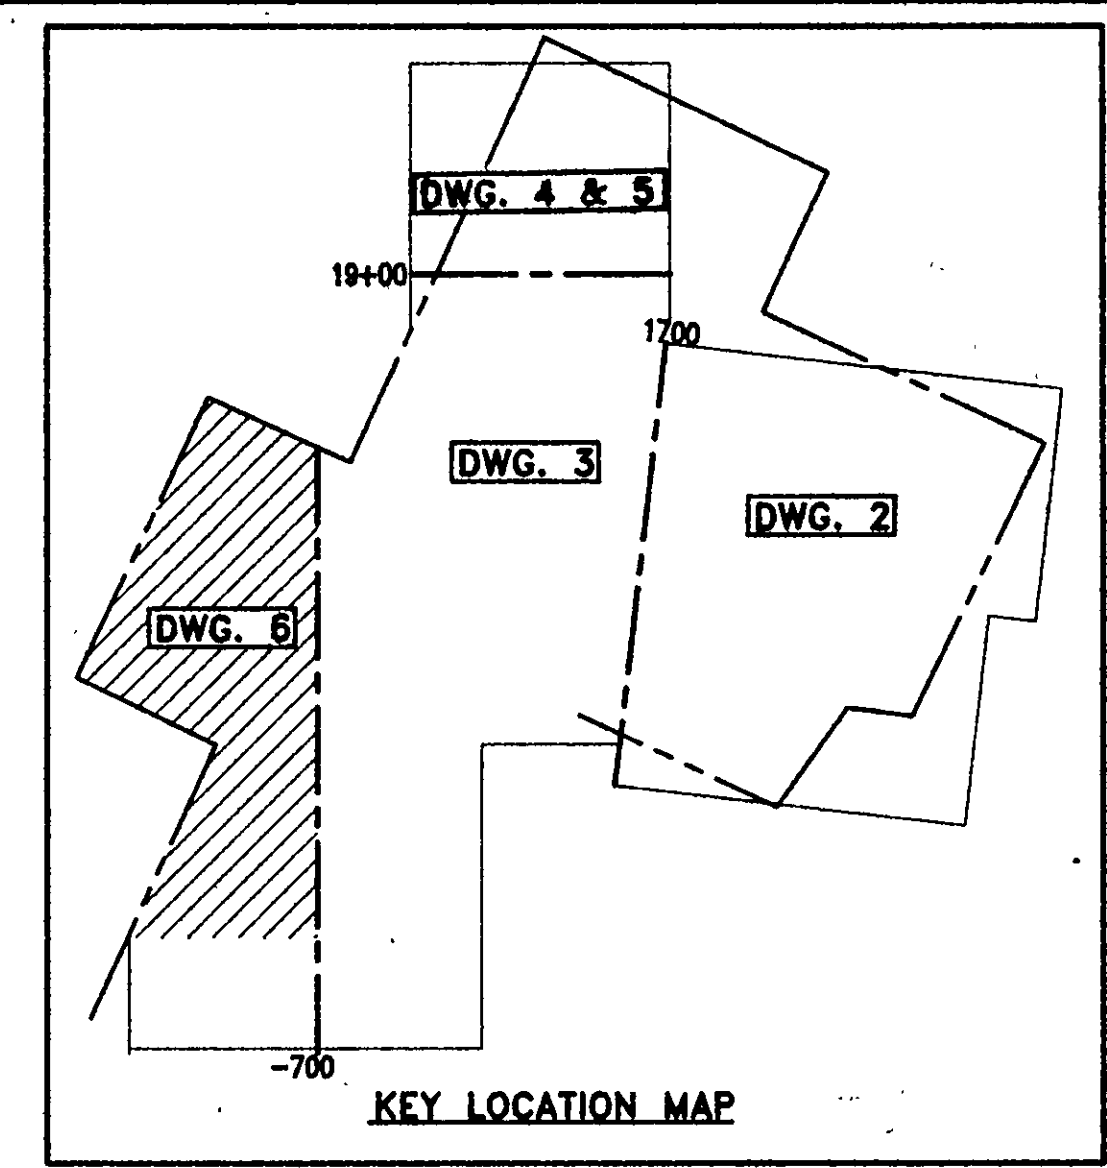 DWG. 4 & 5
19+00
1700
DWG. 3
DWG. 2
DWG. 6
-700
KEY LOCATION MAP